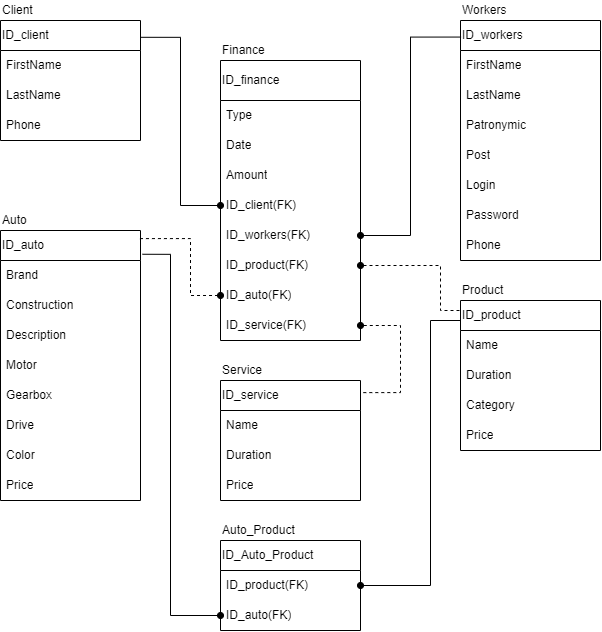 Client
ID_client
FirstName
LastName
Phone
Finance
ID_finance
Type
Date
Amount
ID_client(FK)
ID_workers(FK)
ID_product(FK)
ID_auto(FK)
ID_service(FK)
Workers
ID_workers
FirstName
LastName
Patronymic
Post
Login
Password
Phone
Auto
ID_auto
Brand
Construction
Description
Motor
Gearbox
Drive
Color
Price
Service
ID_service
Name
Duration
Price
Product
ID_product
Name
Duration
Category
Price
Auto_Product
ID_Auto_Product
ID_product(FK)
ID_auto(FK)